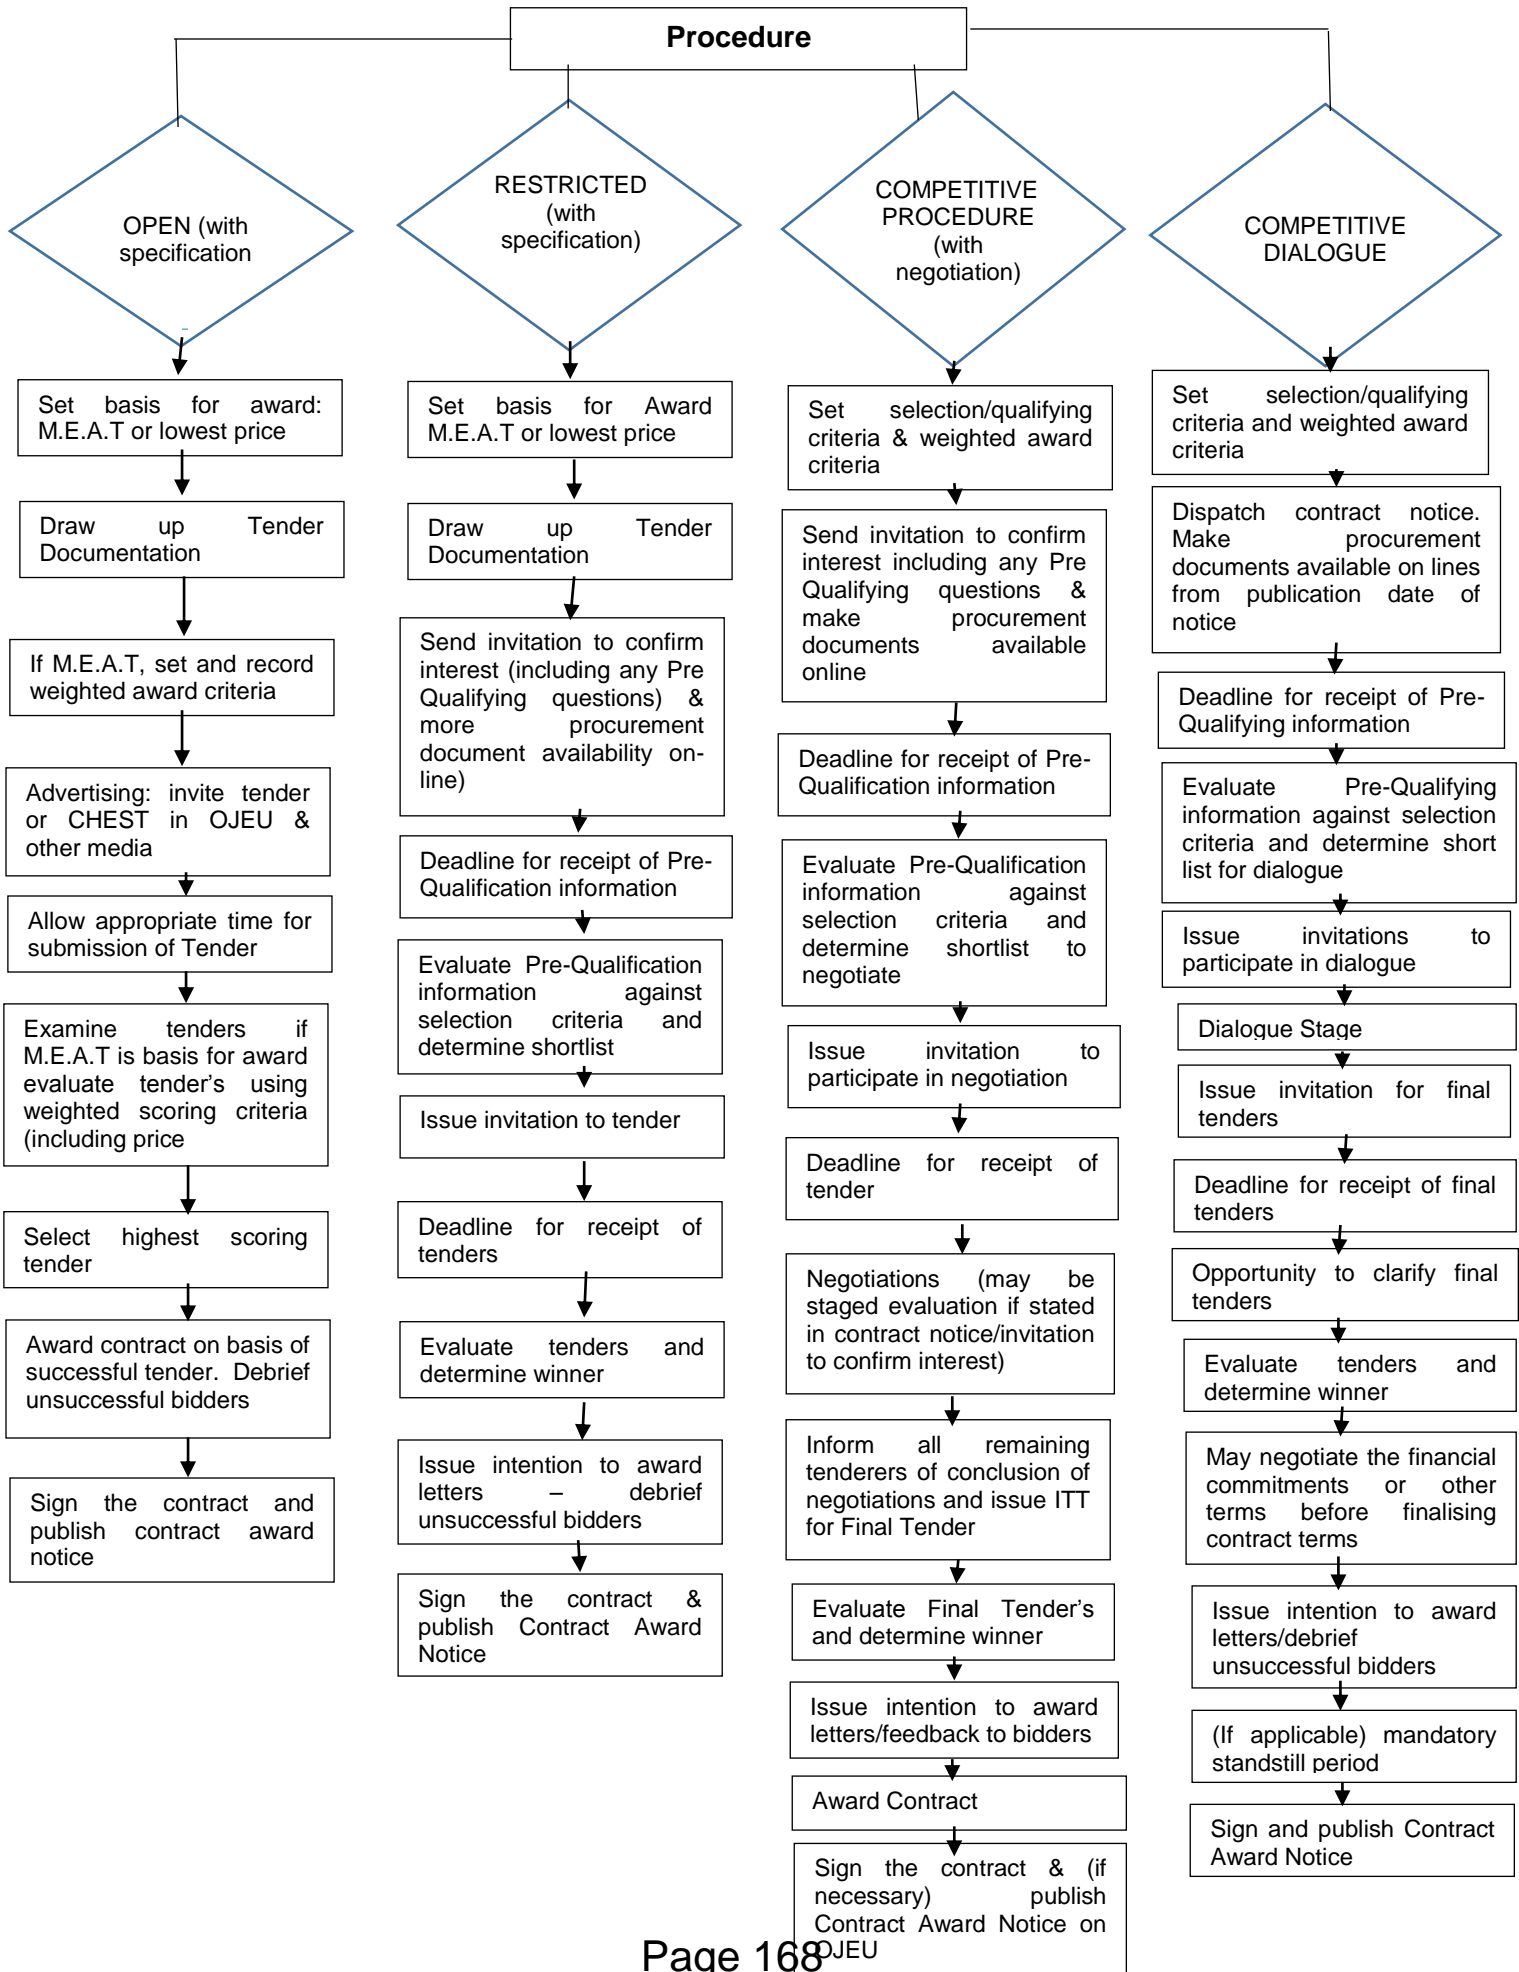 Procedure
OPEN (with
specification
Set basis for award:
M.E.A.T or lowest price
Draw up Tender
Documentation
If M.E.A.T, set and record
weighted award criteria
Advertising: invite tender
or CHEST in OJEU &
other media
Allow appropriate time for
submission of Tender
Examine tenders if
M.E.A.T is basis for award
evaluate tender's using
weighted scoring criteria
(including price
Select highest scoring
tender
Award contract on basis of
successful tender. Debrief
unsuccessful bidders
Sign the contract and
publish contract award
notice
RESTRICTED
(with
specification)
Set basis for Award
M.E.A.T or lowest price
Draw up Tender
Documentation
Send invitation to confirm
interest (including any Pre
Qualifying questions) &
more procurement
document availability on-
line)
Deadline for receipt of Pre-
Qualification information
Evaluate Pre-Qualification
information against
selection criteria and
determine shortlist
Issue invitation to tender
Deadline for receipt of
tenders
Evaluate tenders and
determine winner
Issue intention to award
letters – debrief
unsuccessful bidders
Sign the contract &
publish Contract Award
Notice
COMPETITIVE
PROCEDURE
(with
negotiation)
Set selection/qualifying
criteria & weighted award
criteria
Send invitation to confirm
interest including any Pre
Qualifying questions &
make procurement
documents available
online
Deadline for receipt of Pre-
Qualification information
Evaluate Pre-Qualification
information against
selection criteria and
determine shortlist to
negotiate
Issue invitation to
participate in negotiation
Deadline for receipt of
tender
Negotiations (may be
staged evaluation if stated
in contract notice/invitation
to confirm interest)
Inform all remaining
tenderers of conclusion of
negotiations and issue ITT
for Final Tender
Evaluate Final Tender's
and determine winner
Issue intention to award
letters/feedback to bidders
Award Contract
Sign the contract & (if
necessary) publish
Contract Award Notice on
OJEU
COMPETITIVE
DIALOGUE
Set selection/qualifying
criteria and weighted award
criteria
Dispatch contract notice.
Make procurement
documents available on lines
from publication date of
notice
Deadline for receipt of Pre-
Qualifying information
Evaluate Pre-Qualifying
information against selection
criteria and determine short
list for dialogue
Issue invitations to
participate in dialogue
Dialogue Stage
Issue invitation for final
tenders
Deadline for receipt of final
tenders
Opportunity to clarify final
tenders
Evaluate tenders and
determine winner
May negotiate the financial
commitments or other
terms before finalising
contract terms
Issue intention to award
letters/debrief
unsuccessful bidders
(If applicable) mandatory
standstill period
Sign and publish Contract
Award Notice
Page 168